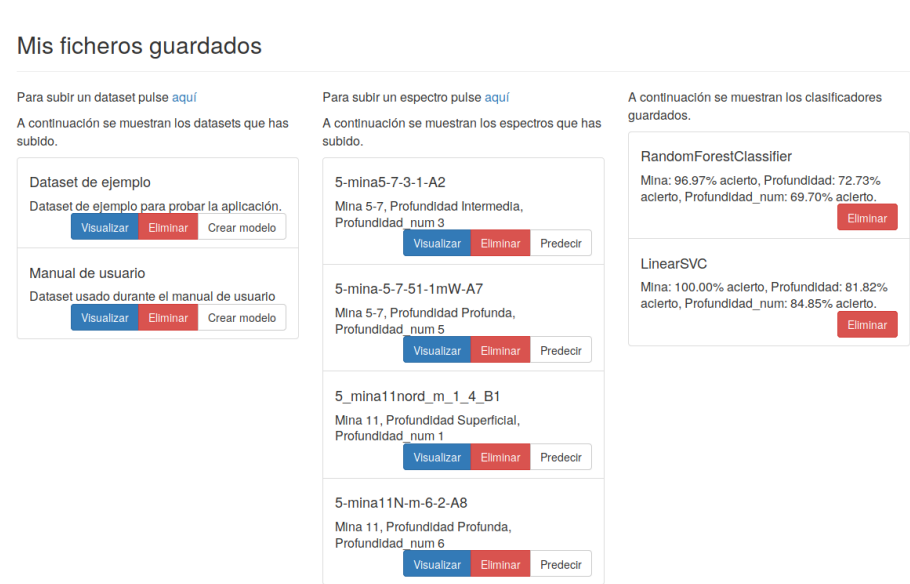 Mis ficheros guardados
Para subir un dataset pulse aquí
A continuación se muestran los datasets que has
subido.
Dataset de ejemplo
Dataset de ejemplo para probar la aplicación.
Visualizar Eliminar Crear modelo
Manual de usuario
Dataset usado durante el manual de usuario
Visualizar Eliminar Crear modelo
Para subir un espectro pulse aquí
A continuación se muestran los espectros que has
subido.
5-mina5-7-3-1-A2
Mina 5-7, Profundidad Intermedia,
Profundidad_num 3
Visualizar Eliminar Predecir
5-mina-5-7-51-1mW-A7
Mina 5-7, Profundidad Profunda,
Profundidad_num 5
Visualizar Eliminar Predecir
5_mina11nord_m_1_4_B1
Mina 11, Profundidad Superficial,
Profundidad_num 1
Visualizar Eliminar Predecir
5-mina11N-m-6-2-A8
Mina 11, Profundidad Profunda,
Profundidad_num 6
Visualizar Eliminar Predecir
A continuación se muestran los clasificadores
guardados.
RandomForestClassifier
Mina: 96.97% acierto, Profundidad: 72.73%
acierto, Profundidad_num: 69.70% acierto.
Eliminar
LinearSVC
Mina: 100.00% acierto, Profundidad: 81.82%
acierto, Profundidad_num: 84.85% acierto.
Eliminar